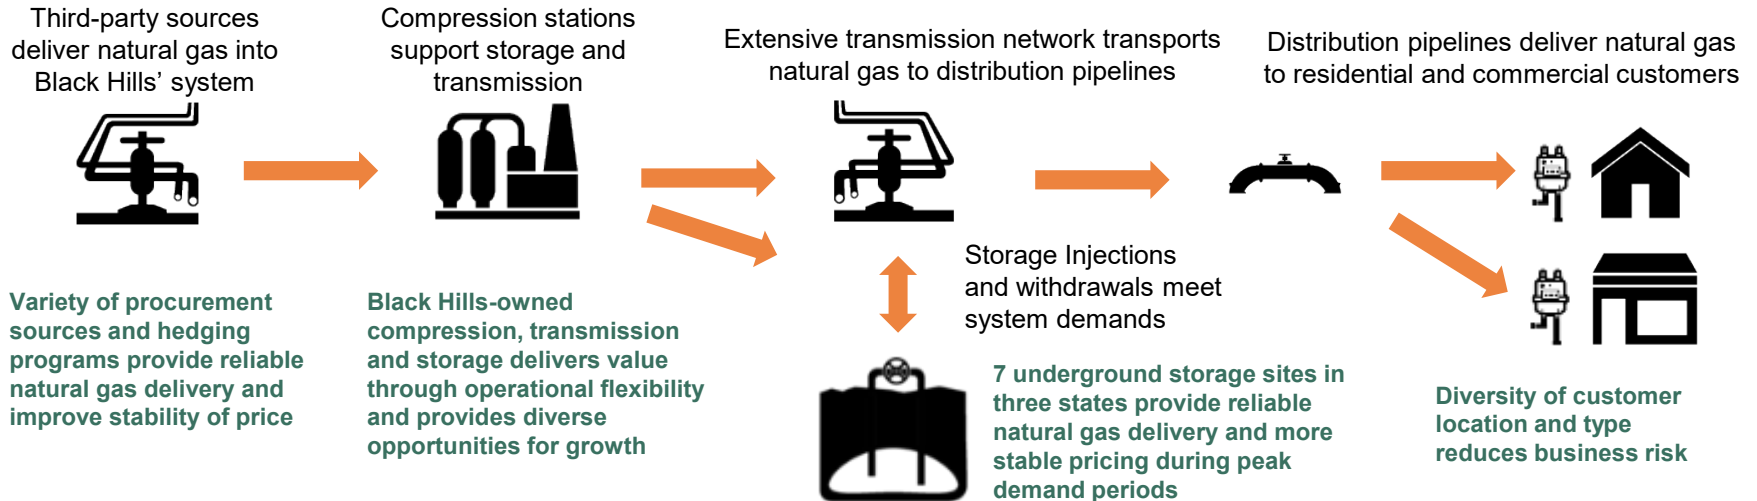 Third-party sources
deliver natural gas into
Black Hills’ system
Compression stations
support storage and
transmission
Extensive transmission network transports
natural gas to distribution pipelines
Distribution pipelines deliver natural gas
to residential and commercial customers
Storage Injections
and withdrawals meet
system demands
Variety of procurement
sources and hedging
programs provide reliable
natural gas delivery and
improve stability of price
Black Hills-owned
compression, transmission
and storage delivers value
through operational flexibility
and provides diverse
opportunities for growth
7 underground storage sites in
three states provide reliable
natural gas delivery and more
stable pricing during peak
demand periods
Diversity of customer
location and type
reduces business risk